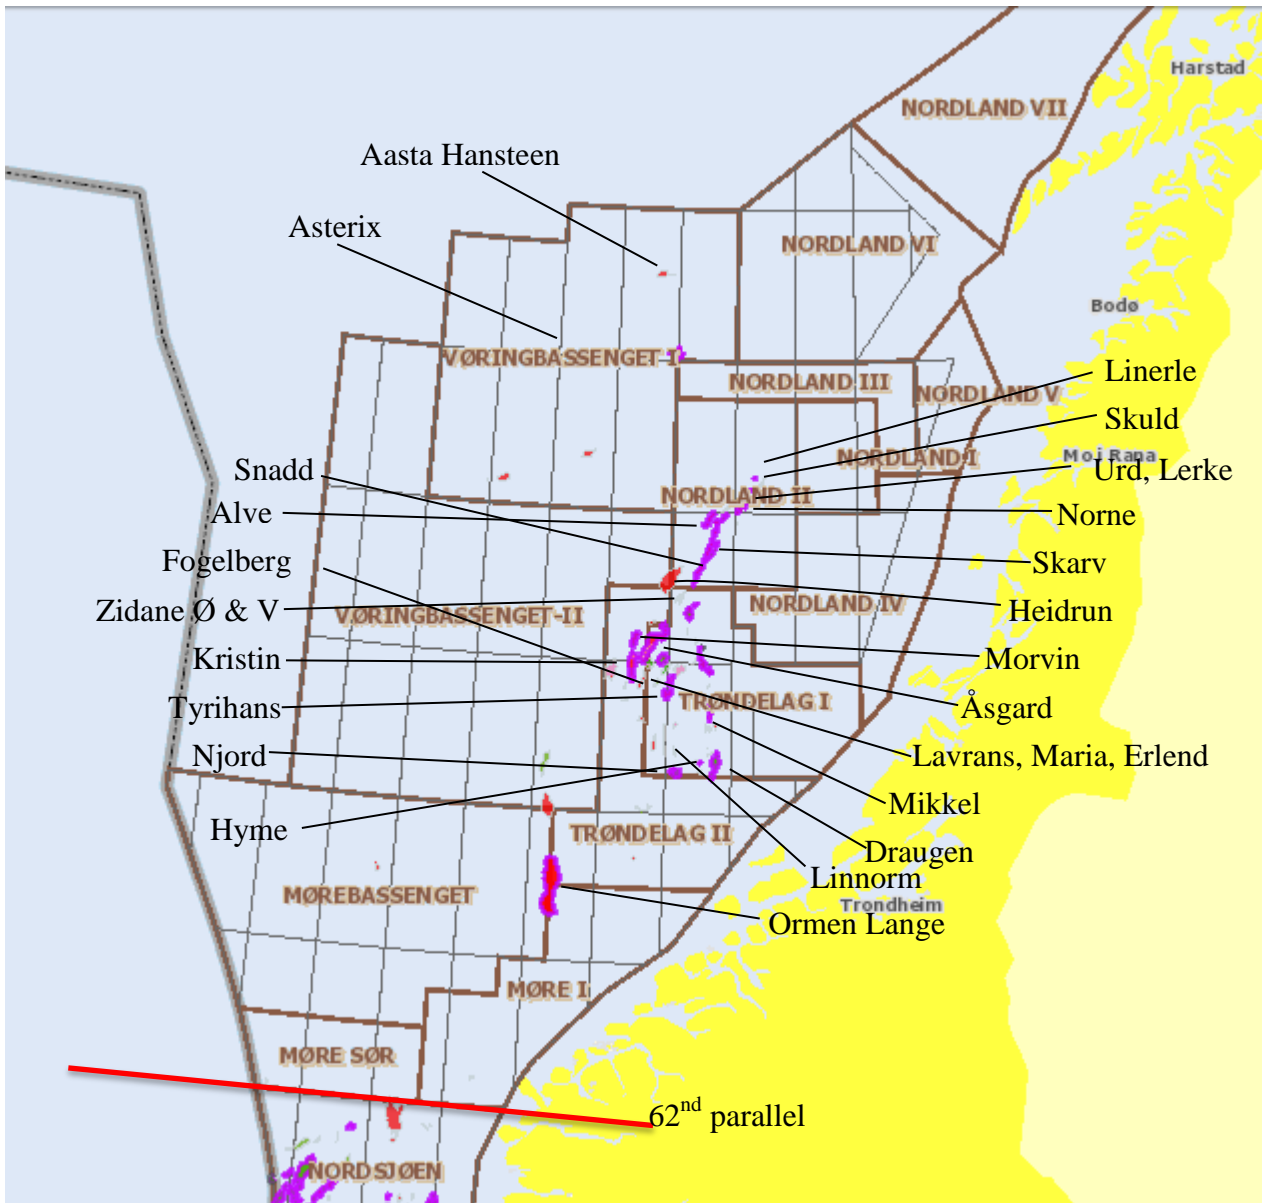 Harstad
NORDLAND VII
Aasta Hansteen
Asterix
NORDLAND VI
Bodø
VØRINGBASSENGET I
NORDLAND III
Linerle
NORDLAND V
Skuld
Mo i Rana
NORDLAND I
Snadd
Urd, Lerke
NORDLAND II
Alve
Norne
Fogelberg
Skarv
Zidane Ø & V
VØRINGBASSENGET-II
NORDLAND IV
Heidrun
Kristin
Morvin
Tyrihans
TRØNDELAG I
Åsgard
Njord
Lavrans, Maria, Erlend
Mikkel
Hyme
TRØNDELAG II
Draugen
Linnorm
MØREBASSENGET
Trondheim
Ormen Lange
MØRE I
MØRE SØR
62nd parallel
NORDSJØEN